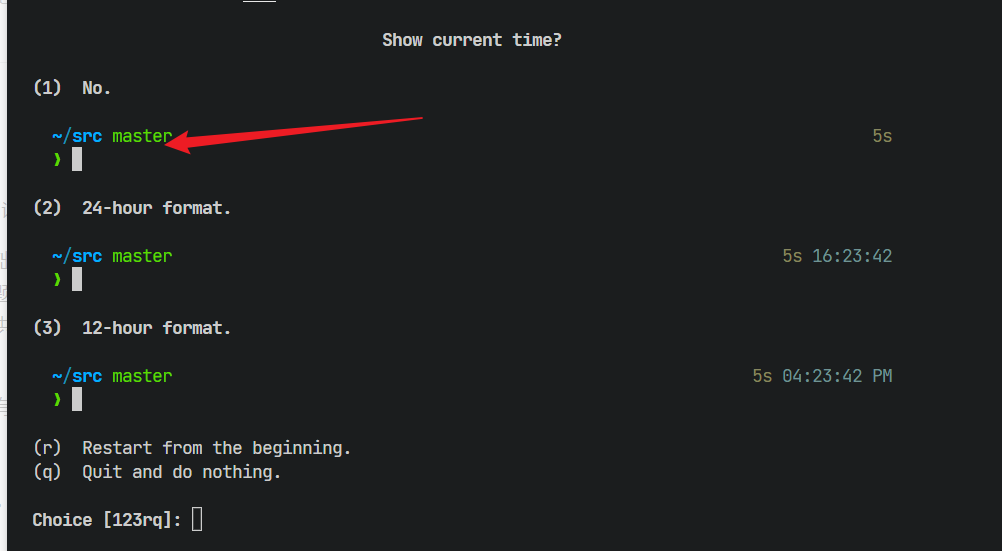 Show current time?
(1) No.
~/src master 5s
❯
(2) 24-hour format.
~/src master 5s 16:23:42
❯
(3) 12-hour format.
~/src master 5s 04:23:42 PM
❯
(r) Restart from the beginning.
(q) Quit and do nothing.
Choice [123rq]: